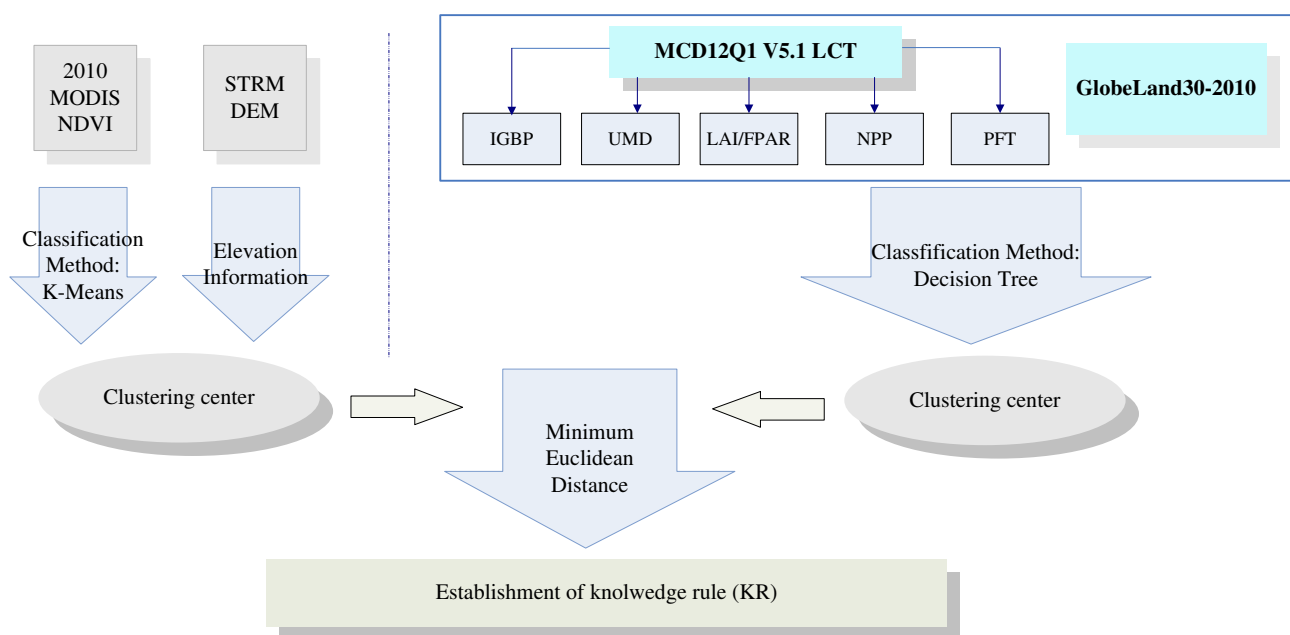 2010
MODIS
NDVI
STRM
DEM
MCD12Q1 V5.1 LCT
GlobeLand30-2010
IGBP
UMD
LAI/FPAR
NPP
PFT
Classification
Method:
K-Means
Elevation
Information
Classfification Method:
Decision Tree
Clustering center
Clustering center
Minimum
Euclidean
Distance
Establishment of knolwedge rule (KR)